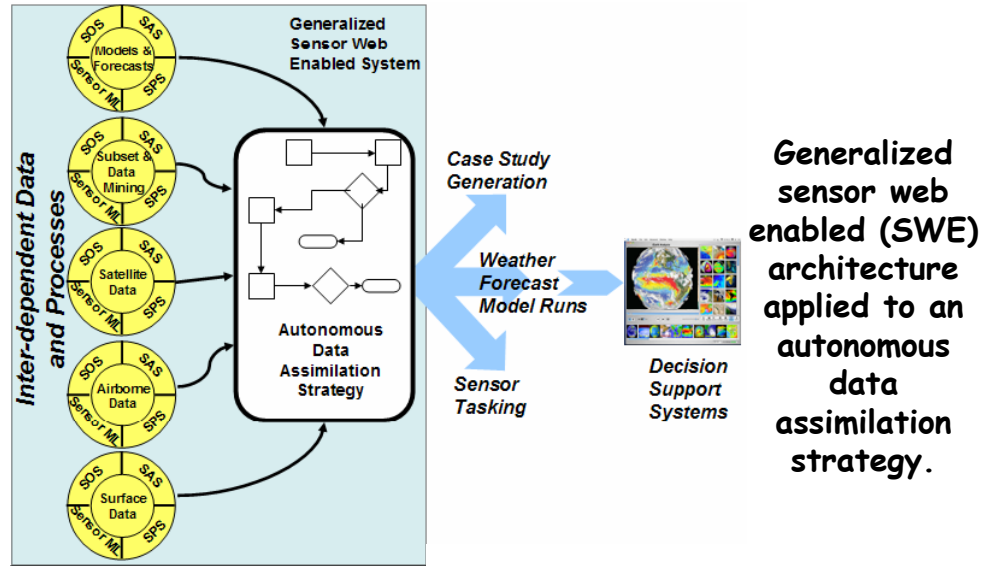 Generalized
Sensor Web
Enabled System
Inter-dependent Data
and Processes
SOS
SAS
Models &
Forecasts
Sensor ML
SPS
SOS
SAS
Subset &
Data
Mining
Sensor ML
SPS
SOS
SAS
Satellite
Data
Sensor ML
SPS
SOS
SAS
Airborne
Data
Sensor ML
SPS
SOS
SAS
Surface
Data
Sensor ML
SPS
Autonomous
Data
Assimilation
Strategy
Case Study
Generation
Weather
Forecast
Model Runs
Sensor
Tasking
Decision
Support
Systems
Generalized
sensor web
enabled (SWE)
architecture
applied to an
autonomous
data
assimilation
strategy.